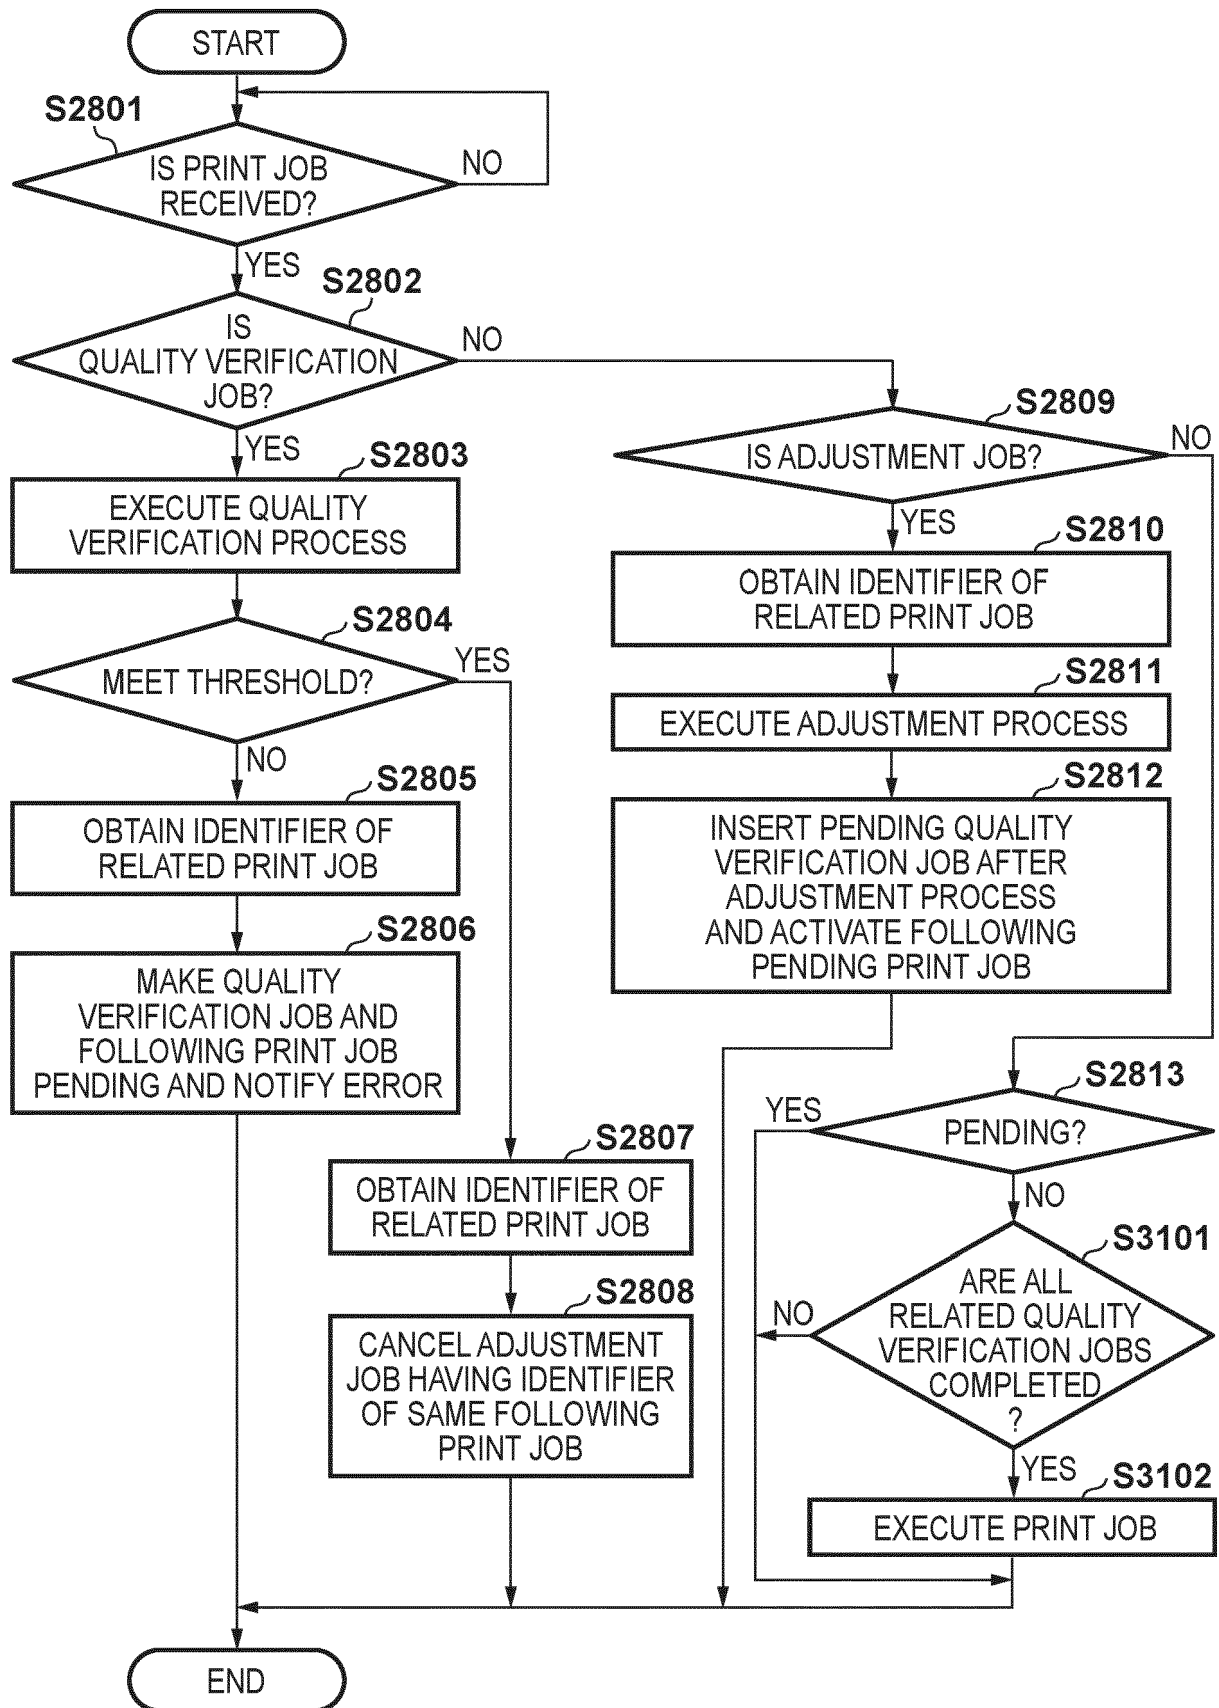 START
S2801
IS PRINT JOB
RECEIVED?
NO
YES
S2802
IS
QUALITY VERIFICATION
JOB?
NO
YES
S2803
EXECUTE QUALITY
VERIFICATION PROCESS
S2804
MEET THRESHOLD?
YES
NO
S2805
OBTAIN IDENTIFIER OF
RELATED PRINT JOB
S2806
MAKE QUALITY
VERIFICATION JOB AND
FOLLOWING PRINT JOB
PENDING AND NOTIFY ERROR
S2807
OBTAIN IDENTIFIER OF
RELATED PRINT JOB
S2808
CANCEL ADJUSTMENT
JOB HAVING IDENTIFIER
OF SAME FOLLOWING
PRINT JOB
S2809
IS ADJUSTMENT JOB?
NO
YES
S2810
OBTAIN IDENTIFIER OF
RELATED PRINT JOB
S2811
EXECUTE ADJUSTMENT PROCESS
S2812
INSERT PENDING QUALITY
VERIFICATION JOB AFTER
ADJUSTMENT PROCESS
AND ACTIVATE FOLLOWING
PENDING PRINT JOB
S2813
YES
PENDING?
NO
S3101
NO
ARE ALL
RELATED QUALITY
VERIFICATION JOBS
COMPLETED
?
YES
S3102
EXECUTE PRINT JOB
END